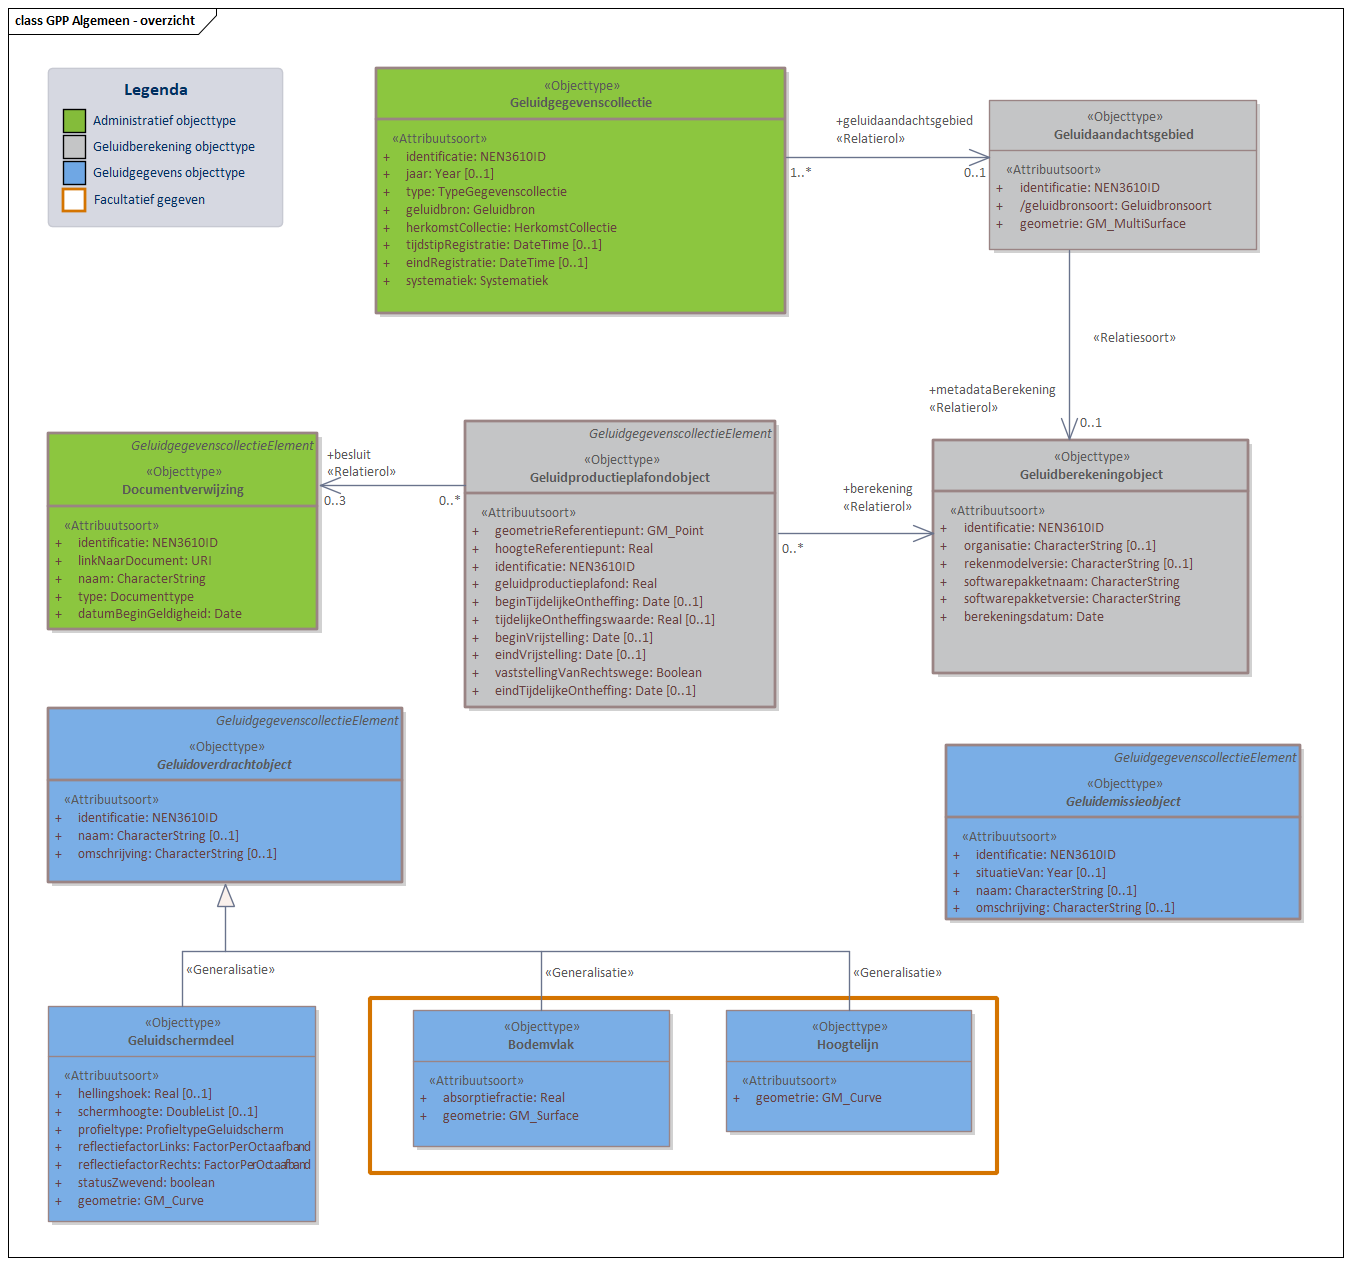 class GPP Algemeen - overzicht
Legenda
Administratief objecttype
Geluidberekening objecttype
Geluidgegevens objecttype
Facultatief gegeven
«Objecttype»
Geluidgegevenscollectie
«Attribuutsoort»
+ identificatie: NEN3610ID
+ jaar: Year [0..1]
+ type: TypeGegevenscollectie
+ geluidbron: Geluidbron
+ herkomstCollectie: HerkomstCollectie
+ tijdstipRegistratie: DateTime [0..1]
+ eindRegistratie: DateTime [0..1]
+ systematiek: Systematiek
+geluidaandachtsgebied
«Relatierol»
1..*
0..1
«Objecttype»
Geluidaandachtsgebied
«Attribuutsoort»
+ identificatie: NEN3610ID
+ /geluidbronsoort: Geluidbronsoort
+ geometrie: GM_MultiSurface
«Relatiesoort»
+metadataBerekening
«Relatierol»
0..1
GeluidgegevenscollectieElement
«Objecttype»
Documentverwijzing
«Attribuutsoort»
+ identificatie: NEN3610ID
+ linkNaarDocument: URI
+ naam: CharacterString
+ type: Documenttype
+ datumBeginGeldigheid: Date
+besluit
«Relatierol»
0..3
0..*
GeluidgegevenscollectieElement
«Objecttype»
Geluidproductieplafondobject
«Attribuutsoort»
+ geometrieReferentiepunt: GM_Point
+ hoogteReferentiepunt: Real
+ identificatie: NEN3610ID
+ geluidproductieplafond: Real
+ beginTijdelijkeOntheffing: Date [0..1]
+ tijdelijkeOntheffingswaarde: Real [0..1]
+ beginVrijstelling: Date [0..1]
+ eindVrijstelling: Date [0..1]
+ vaststellingVanRechtswege: Boolean
+ eindTijdelijkeOntheffing: Date [0..1]
+berekening
«Relatierol»
0..*
«Objecttype»
Geluidberekeningobject
«Attribuutsoort»
+ identificatie: NEN3610ID
+ organisatie: CharacterString [0..1]
+ rekenmodelversie: CharacterString [0..1]
+ softwarepakketnaam: CharacterString
+ softwarepakketversie: CharacterString
+ berekeningsdatum: Date
GeluidgegevenscollectieElement
«Objecttype»
Geluidoverdrachtobject
«Attribuutsoort»
+ identificatie: NEN3610ID
+ naam: CharacterString [0..1]
+ omschrijving: CharacterString [0..1]
GeluidgegevenscollectieElement
«Objecttype»
Geluidemissieobject
«Attribuutsoort»
+ identificatie: NEN3610ID
+ situatieVan: Year [0..1]
+ naam: CharacterString [0..1]
+ omschrijving: CharacterString [0..1]
«Generalisatie»
«Generalisatie»
«Generalisatie»
«Objecttype»
Geluidschermdeel
«Attribuutsoort»
+ hellingshoek: Real [0..1]
+ schermhoogte: DoubleList [0..1]
+ profieltype: ProfieltypeGeluidscherm
+ reflectiefactorLinks: FactorPerOctaafband
+ reflectiefactorRechts: FactorPerOctaafband
+ statusZwevend: boolean
+ geometrie: GM_Curve
«Objecttype»
Bodemvlak
«Attribuutsoort»
+ absorptiefractie: Real
+ geometrie: GM_Surface
«Objecttype»
Hoogtelijn
«Attribuutsoort»
+ geometrie: GM_Curve